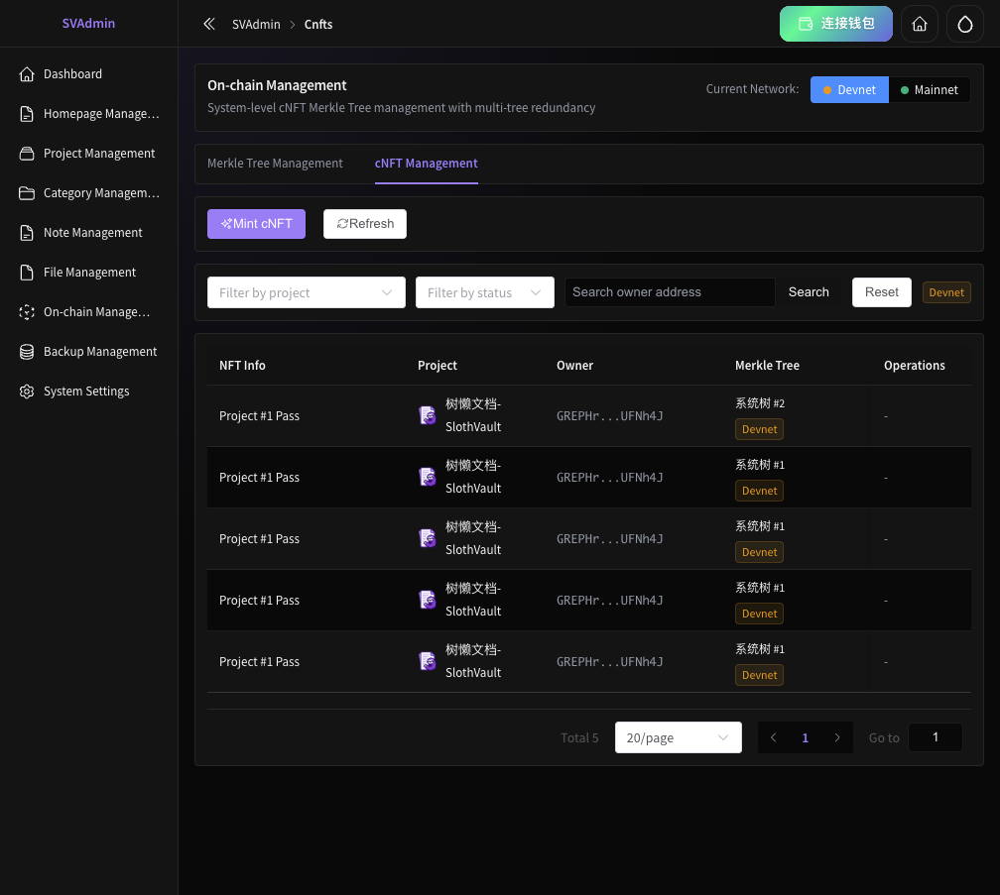 SVAdmin
SVAdmin > Cnfts
连接钱包
Dashboard
Homepage Manage…
Project Management
Category Managem…
Note Management
File Management
On-chain Manage…
Backup Management
System Settings
On-chain Management
System-level cNFT Merkle Tree management with multi-tree redundancy
Current Network:
Devnet
Mainnet
Merkle Tree Management
cNFT Management
Mint cNFT
Refresh
Filter by project
Filter by status
Search owner address
Search
Reset
Devnet
NFT Info
Project
Owner
Merkle Tree
Operations
Project #1 Pass
树懒文档-
SlothVault
GREPHr...UFNh4J
系统树 #2
Devnet
-
Project #1 Pass
树懒文档-
SlothVault
GREPHr...UFNh4J
系统树 #1
Devnet
-
Project #1 Pass
树懒文档-
SlothVault
GREPHr...UFNh4J
系统树 #1
Devnet
-
Project #1 Pass
树懒文档-
SlothVault
GREPHr...UFNh4J
系统树 #1
Devnet
-
Project #1 Pass
树懒文档-
SlothVault
GREPHr...UFNh4J
系统树 #1
Devnet
-
Total 5
20/page
1
Go to
1